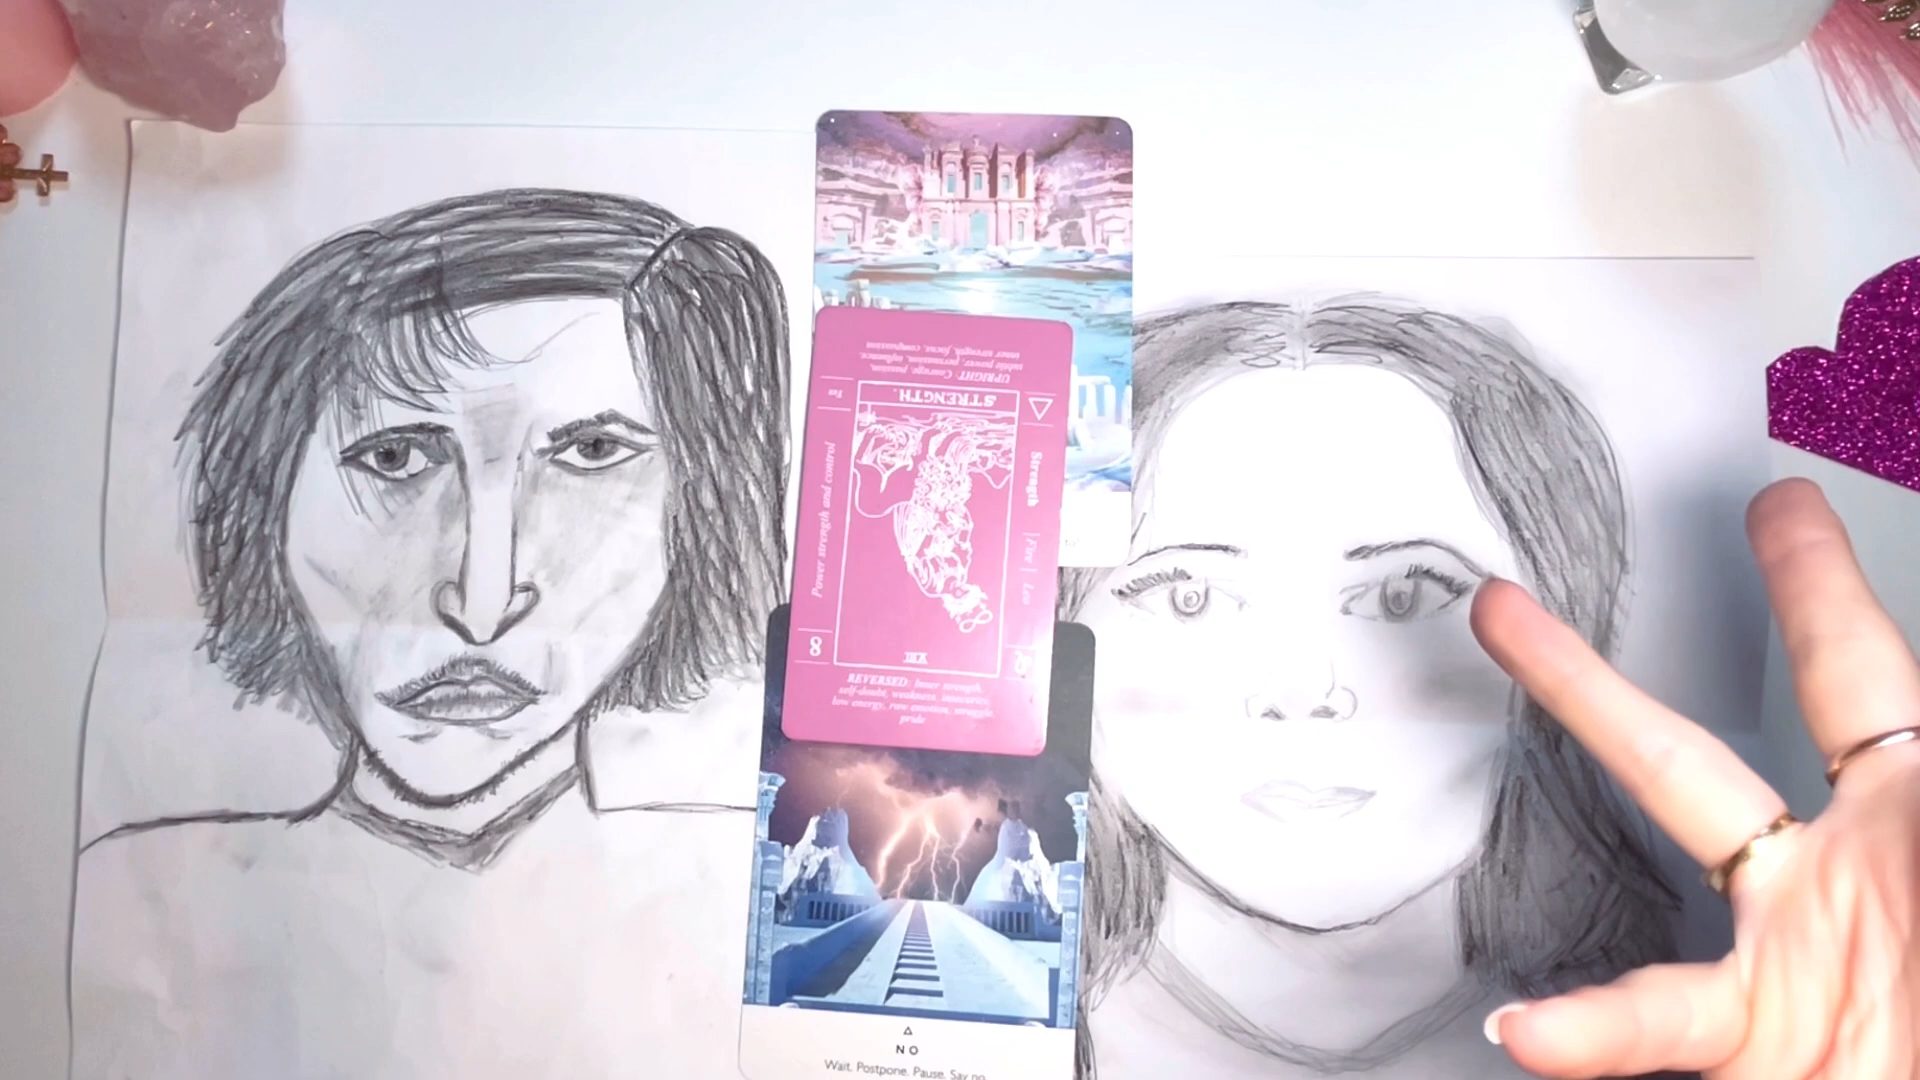 UPRIGHT: Courage, passion,
subtle power, persuasion, influence,
inner strength, focus, compassion
STRENGTH.
Power strength and control
Strength | Fire | Leo
8
VIII
REVERSED: Inner strength,
self-doubt, weakness, insecurity,
low energy, raw emotion, struggle,
pride
NO
Wait. Postpone. Pause. Say no